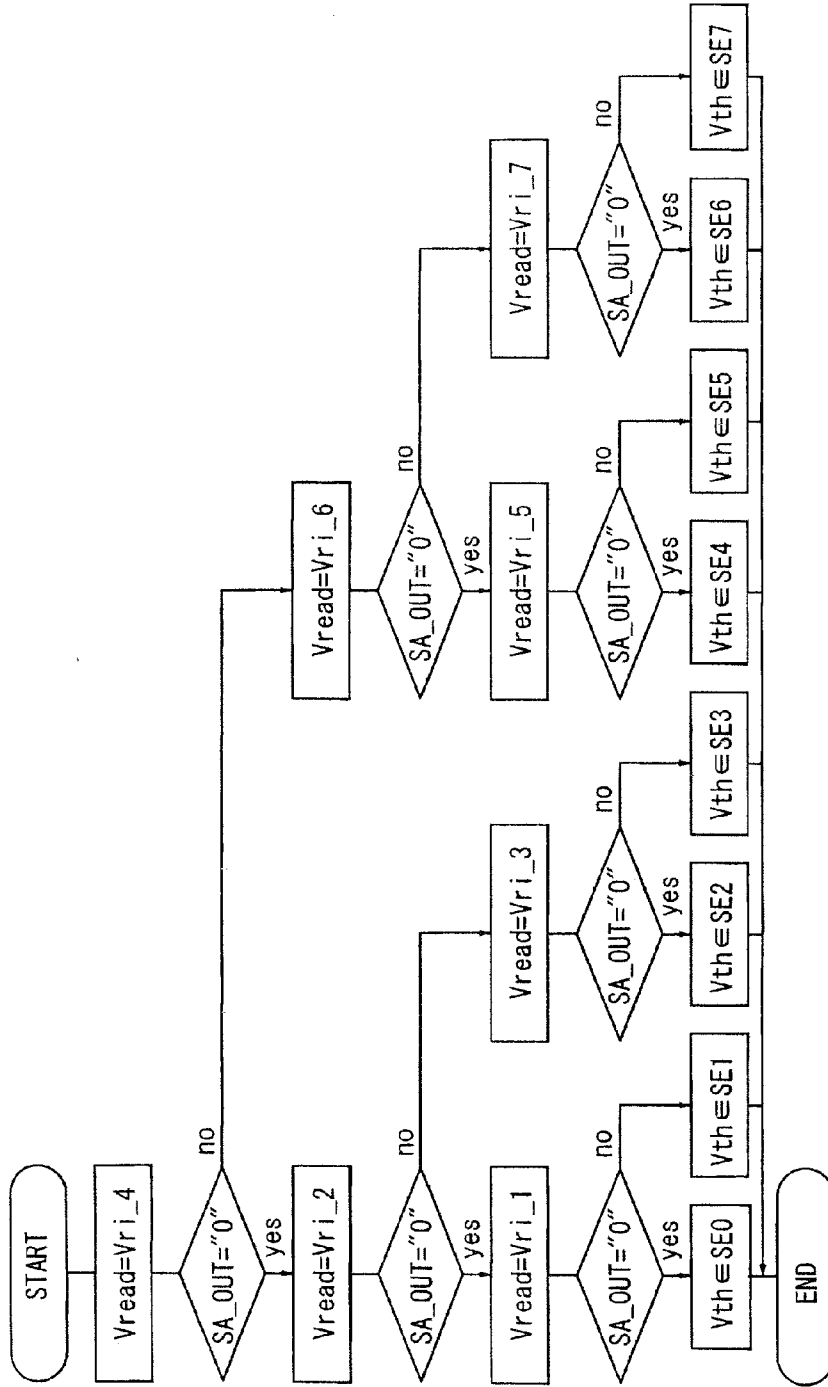 START
Vread=Vri_4
SA_OUT="0"
no
yes
Vread=Vri_2
Vread=Vri_6
SA_OUT="0"
no
yes
SA_OUT="0"
no
yes
Vread=Vri_1
Vread=Vri_3
Vread=Vri_5
Vread=Vri_7
SA_OUT="0"
no
yes
SA_OUT="0"
no
yes
SA_OUT="0"
no
yes
SA_OUT="0"
no
yes
Vth∈SE0
Vth∈SE1
Vth∈SE2
Vth∈SE3
Vth∈SE4
Vth∈SE5
Vth∈SE6
Vth∈SE7
END